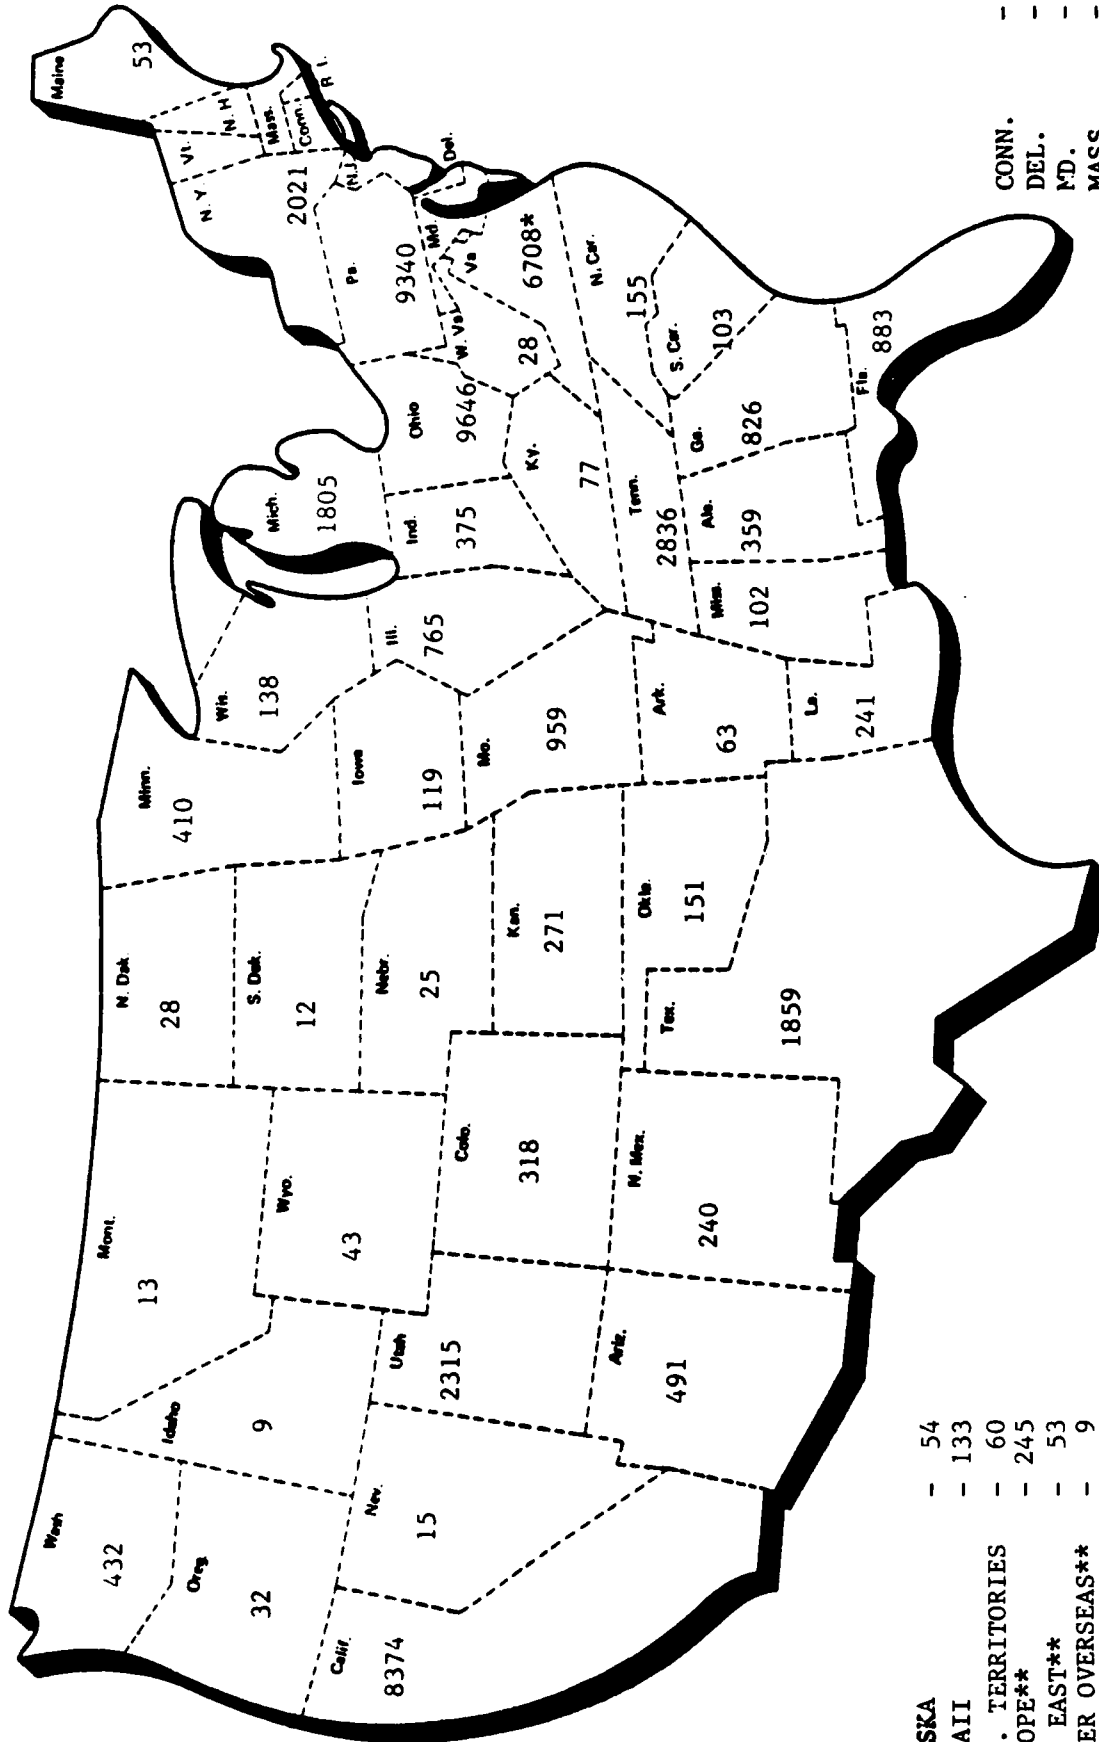 Maine
53
Vt.
N. H
Mass.
Conn.
R. I.
N. Y.
2021
N.J
Pa.
9340
Del.
Md.
Va
6708*
W. Va
28
N. Car.
155
S. Car.
103
Ohio
9646
Mich.
1805
Ind.
375
Ky.
77
Tenn.
2836
Ga.
826
Fla.
883
Ala.
359
Miss.
102
Ill.
765
Wis.
138
Minn.
410
Iowa
119
Mo.
959
Ark.
63
La.
241
N. Dak
28
S. Dak.
12
Nebr.
25
Kan.
271
Okla.
151
Tex.
1859
Mont.
13
Wyo.
43
Colo.
318
N. Mex.
240
Idaho
9
Utah
2315
Ariz.
491
Wash
432
Oreg.
32
Nev.
15
Calif.
8374
SKA - 54
AII - 133
. TERRITORIES - 60
OPE** - 245
EAST** - 53
ER OVERSEAS** - 9
CONN. -
DEL. -
MD. -
MASS -